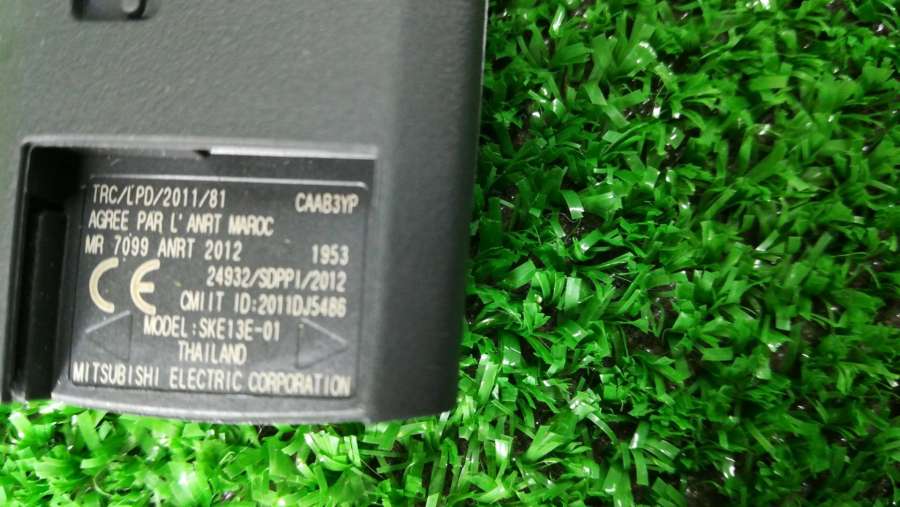 TRC/LPD/2011/81 CAAB3YP
AGREE PAR L'ANRT MAROC
MR 7099 ANRT 2012 1953
CE 24932/SDPPI/2012
CMIIT ID:2011DJ5486
MODEL:SKE13E-01
THAILAND
MITSUBISHI ELECTRIC CORPORATION